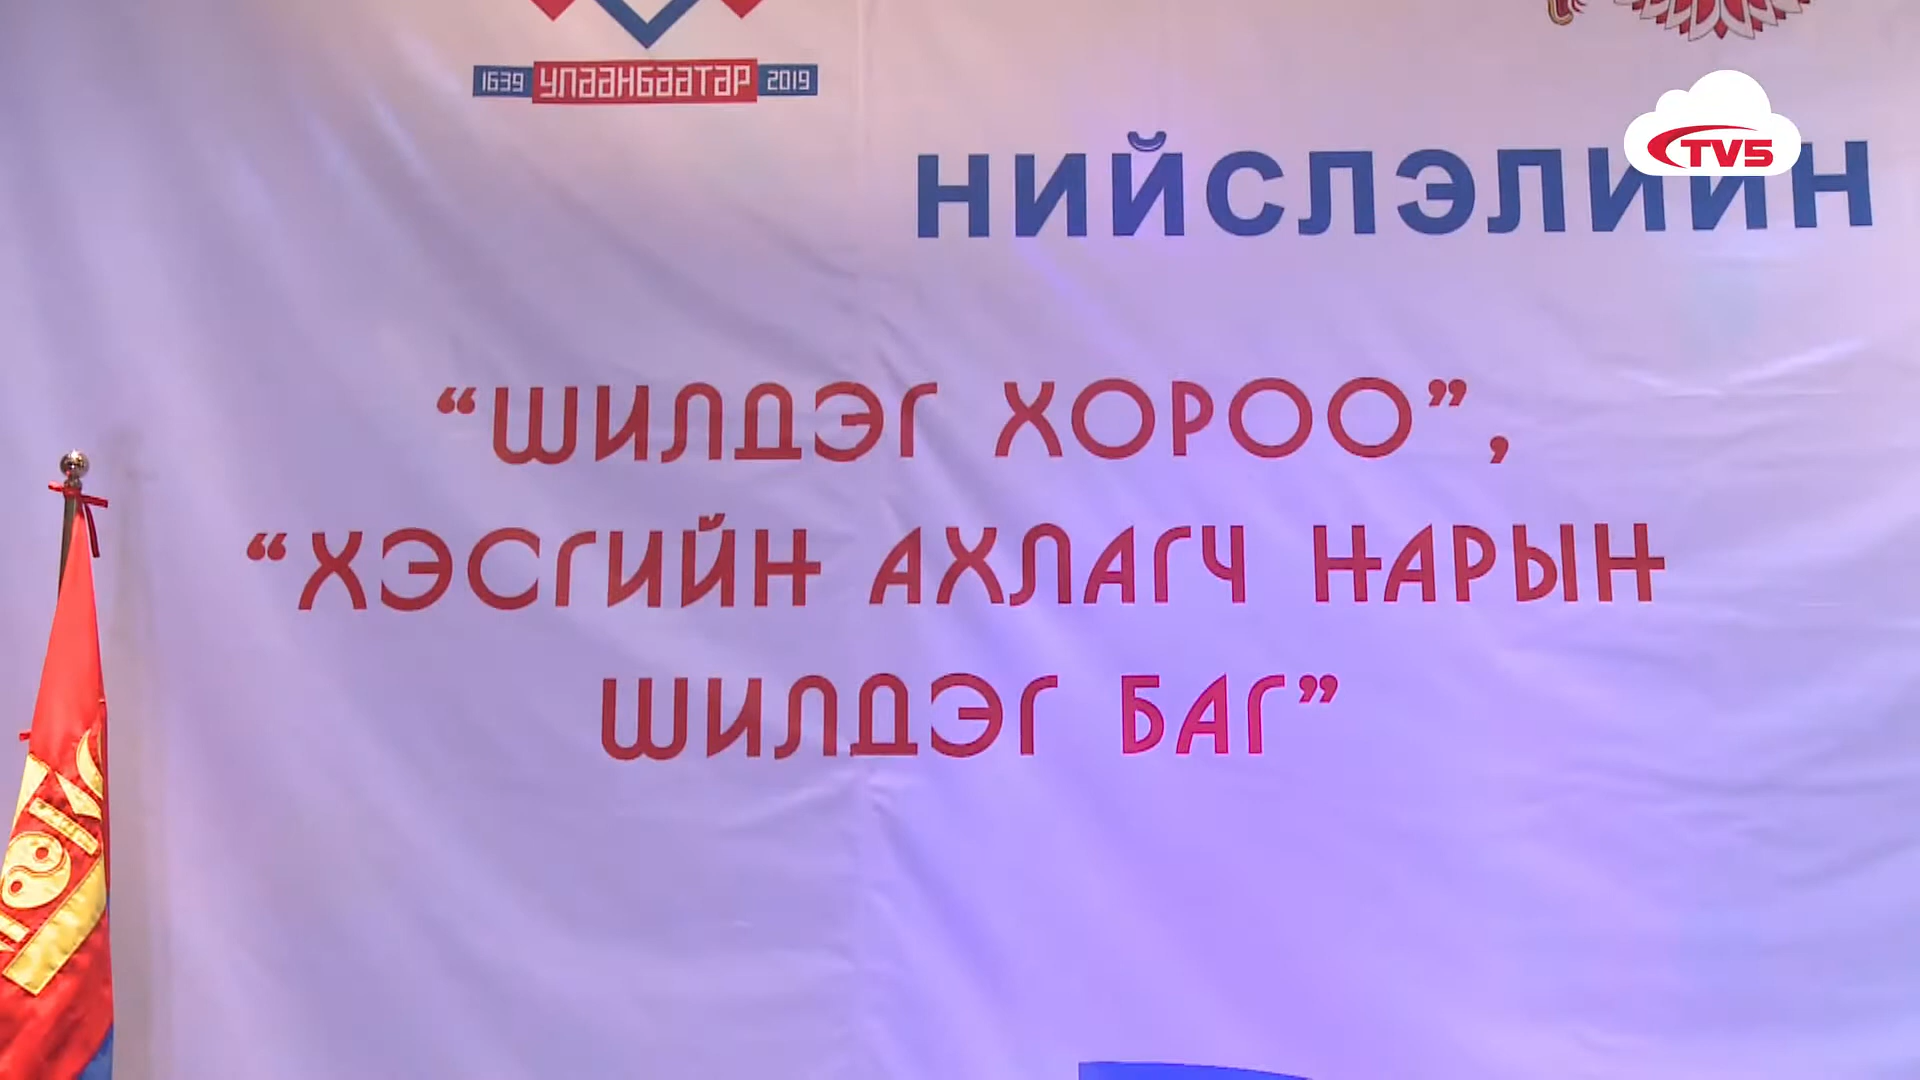 1639 УЛААНБААТАР 2019
TV5
НИЙСЛЭЛИЙН
“ШИЛДЭГ ХОРОО”,
“ХЭСГИЙН АХЛАГЧ НАРЫН
ШИЛДЭГ БАГ”